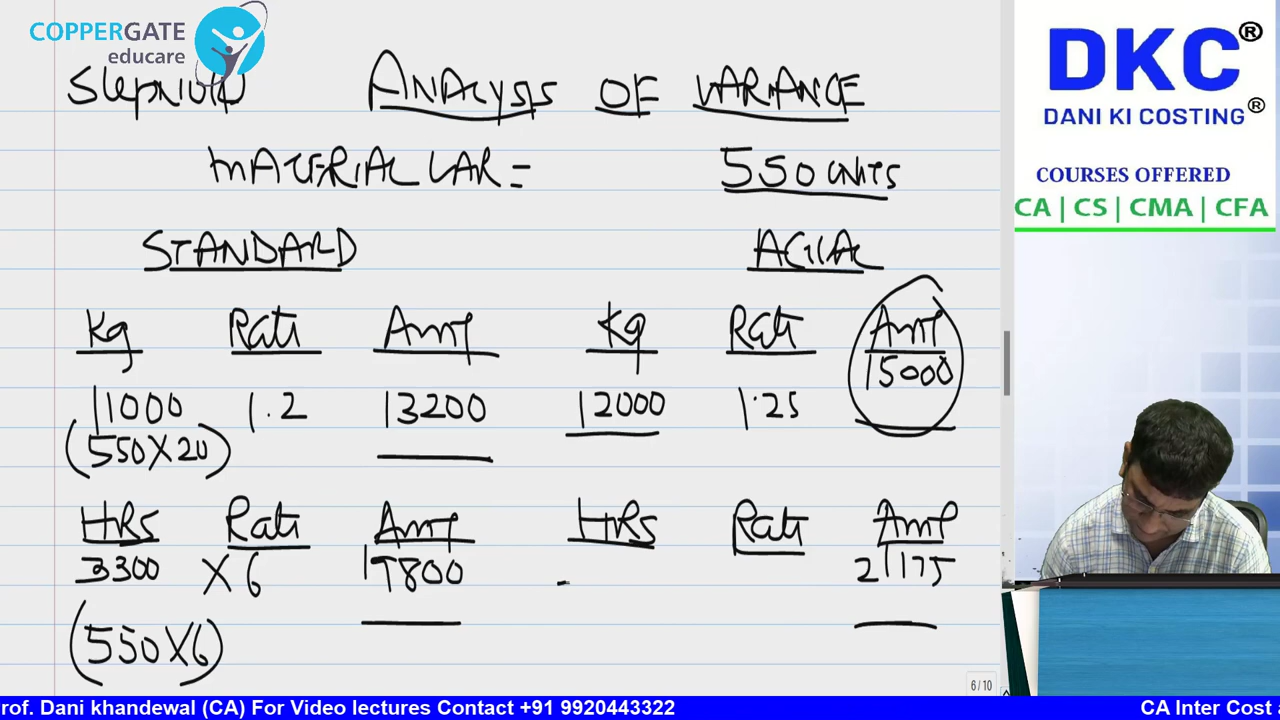 COPPERGATE
educare
ANALYSIS OF VARIANCE
MATERIAL VAR = 550 UNITS
STANDARD ACTUAL
Kg Rate Amt Kg Rate Amt
11000 1.2 13200 12000 1.25 15000
(550X20)
HRS Rate Amt HRS Rate Amt
3300 X 6 19800 21175
(550X6)
6 / 10
DKC®
DANI KI COSTING®
COURSES OFFERED
CA | CS | CMA | CFA
rof. Dani khandewal (CA) For Video lectures Contact +91 9920443322
CA Inter Cost